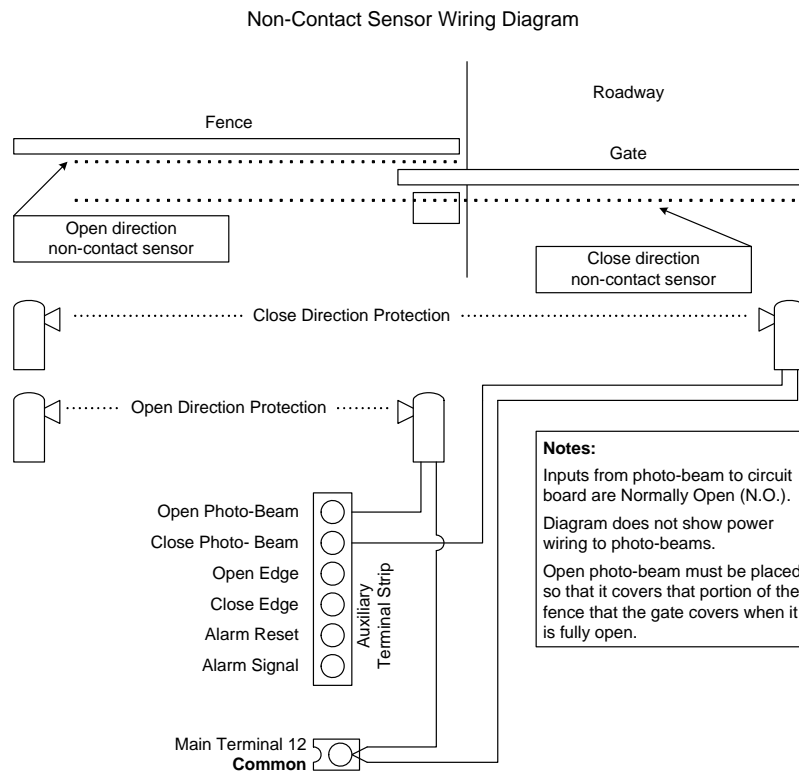 Non-Contact Sensor Wiring Diagram
Roadway
Fence
Gate
Open direction
non-contact sensor
Close direction
non-contact sensor
Close Direction Protection
Open Direction Protection
Notes:
Inputs from photo-beam to circuit
board are Normally Open (N.O.).
Diagram does not show power
wiring to photo-beams.
Open photo-beam must be placed
so that it covers that portion of the
fence that the gate covers when it
is fully open.
Open Photo-Beam
Close Photo- Beam
Open Edge
Close Edge
Alarm Reset
Alarm Signal
Auxiliary
Terminal Strip
Main Terminal 12
Common